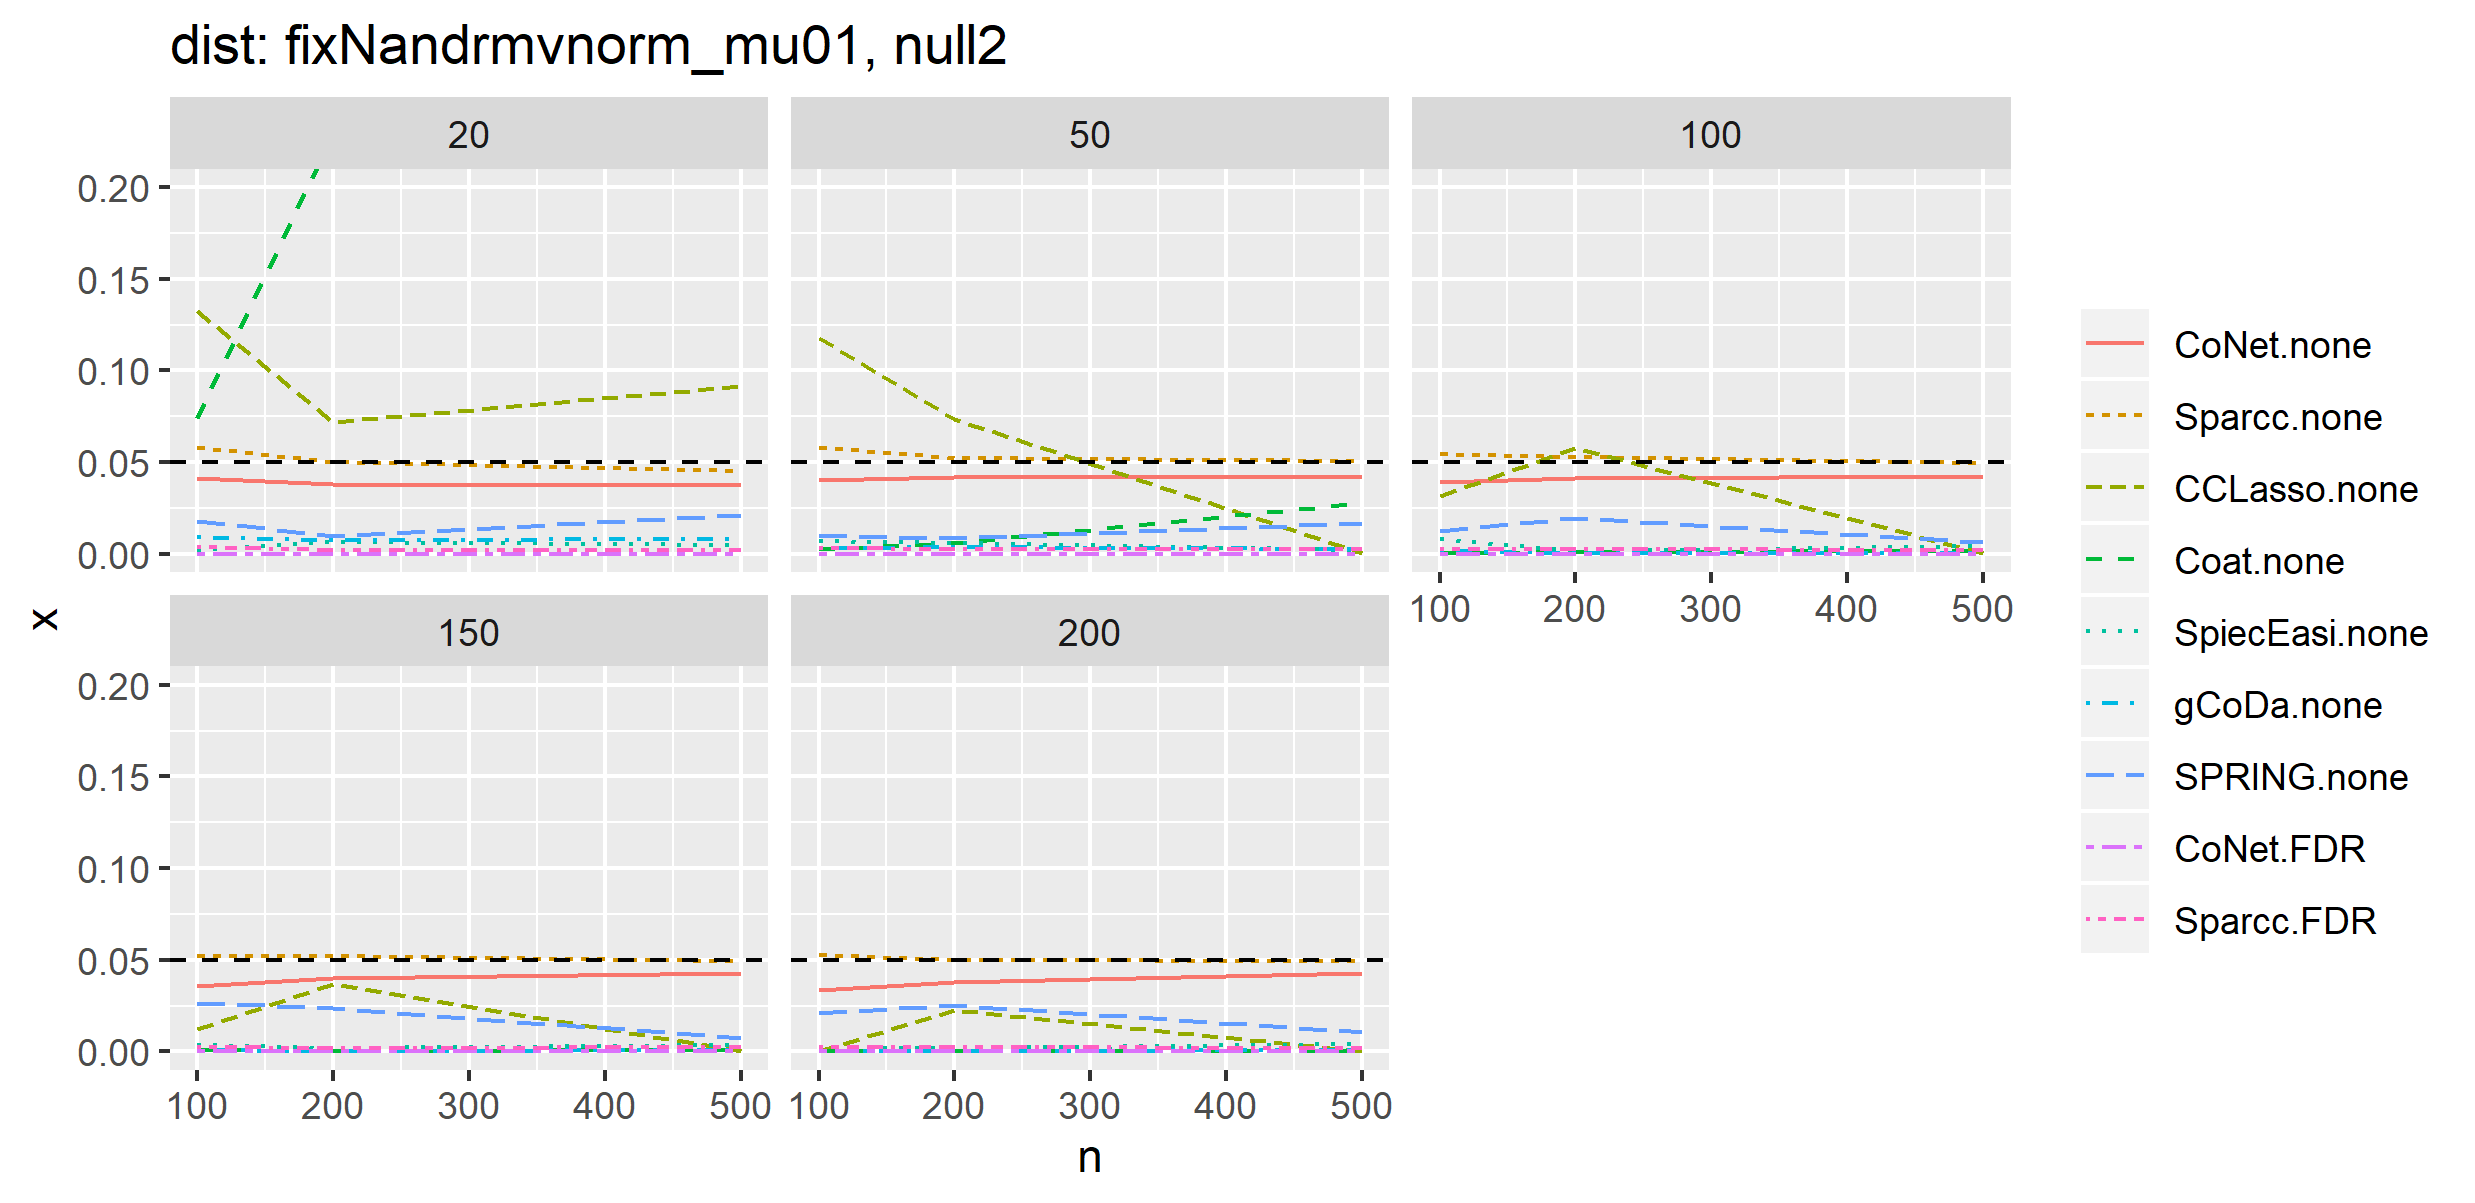 dist: fixNandrmvnorm_mu01, null2
20
50
100
0.20
0.15
0.10
0.05
0.00
100
200
300
400
500
x
150
200
0.20
0.15
0.10
0.05
0.00
100
200
300
400
500
100
200
300
400
500
n
CoNet.none
Sparcc.none
CCLasso.none
Coat.none
SpiecEasi.none
gCoDa.none
SPRING.none
CoNet.FDR
Sparcc.FDR